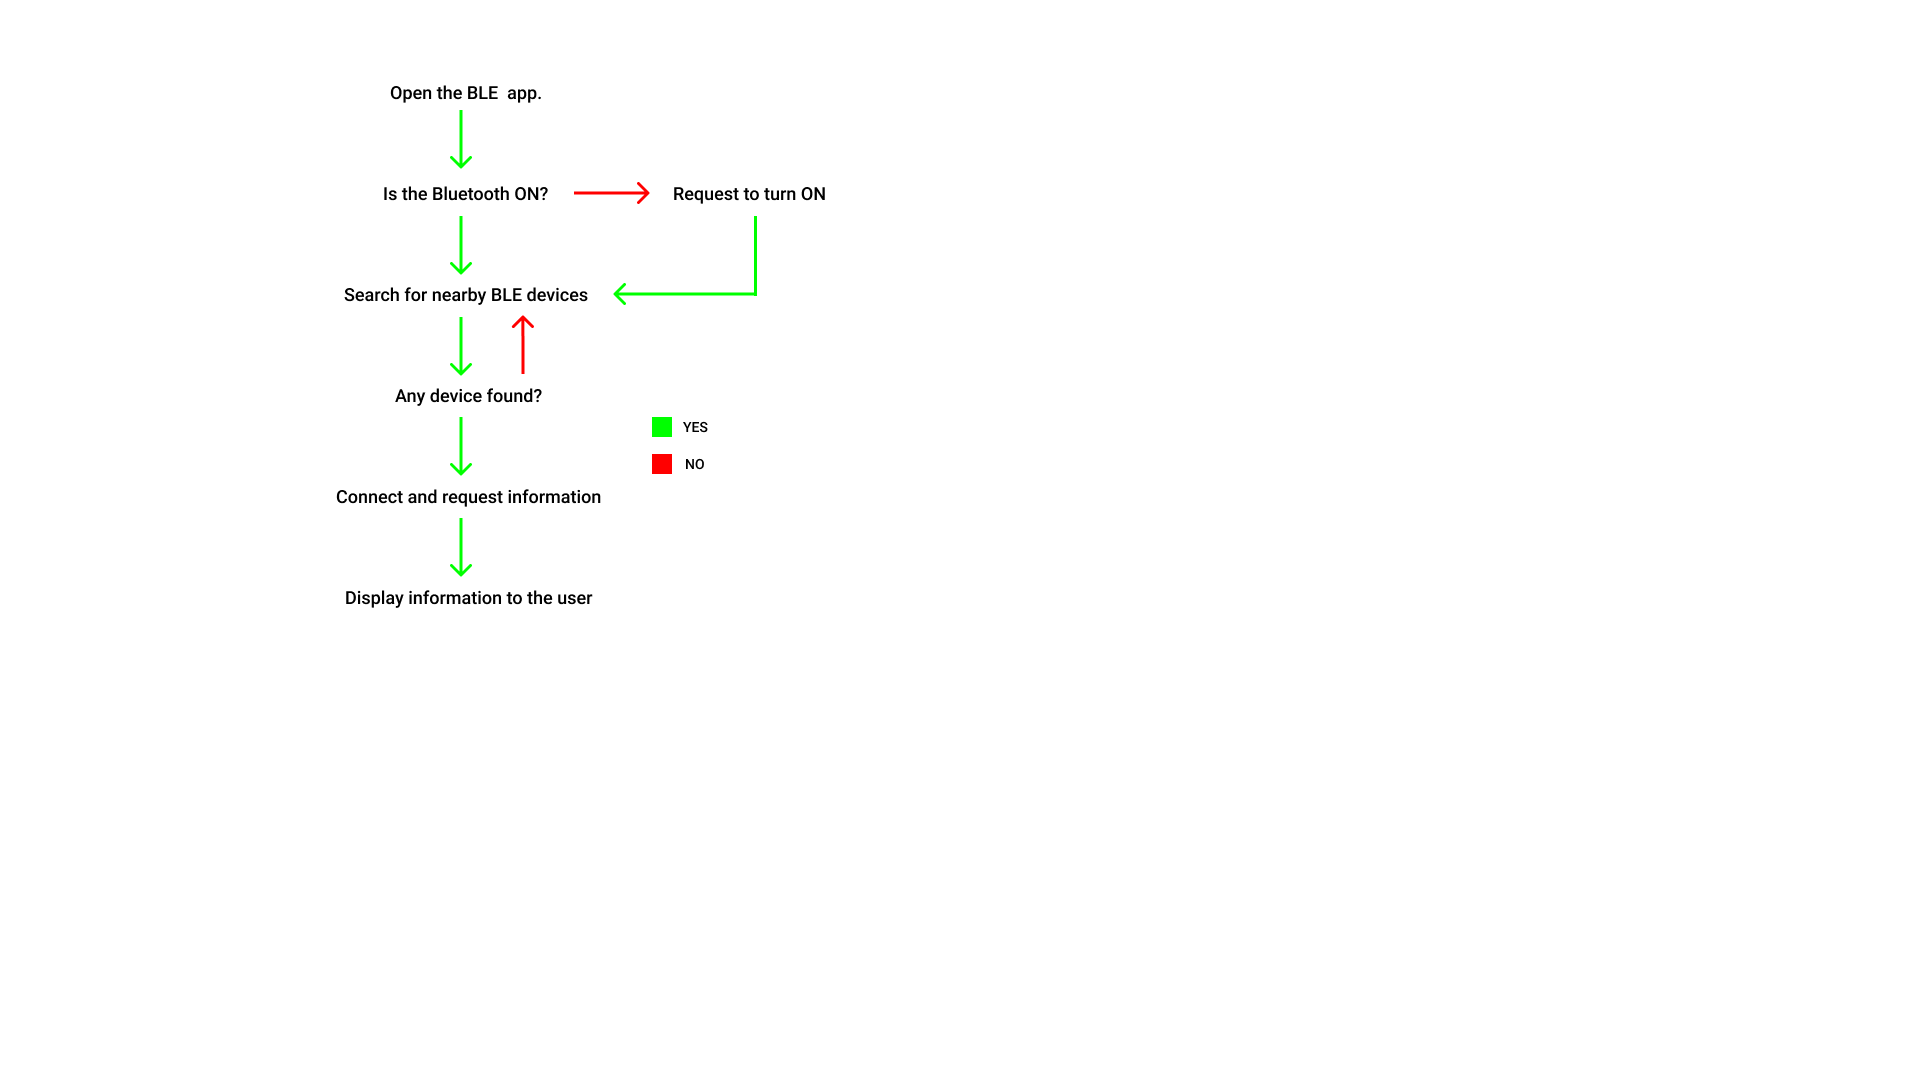 Open the BLE  app.
Is the Bluetooth ON?
Request to turn ON
Search for nearby BLE devices
Any device found?
YES
NO
Connect and request information
Display information to the user